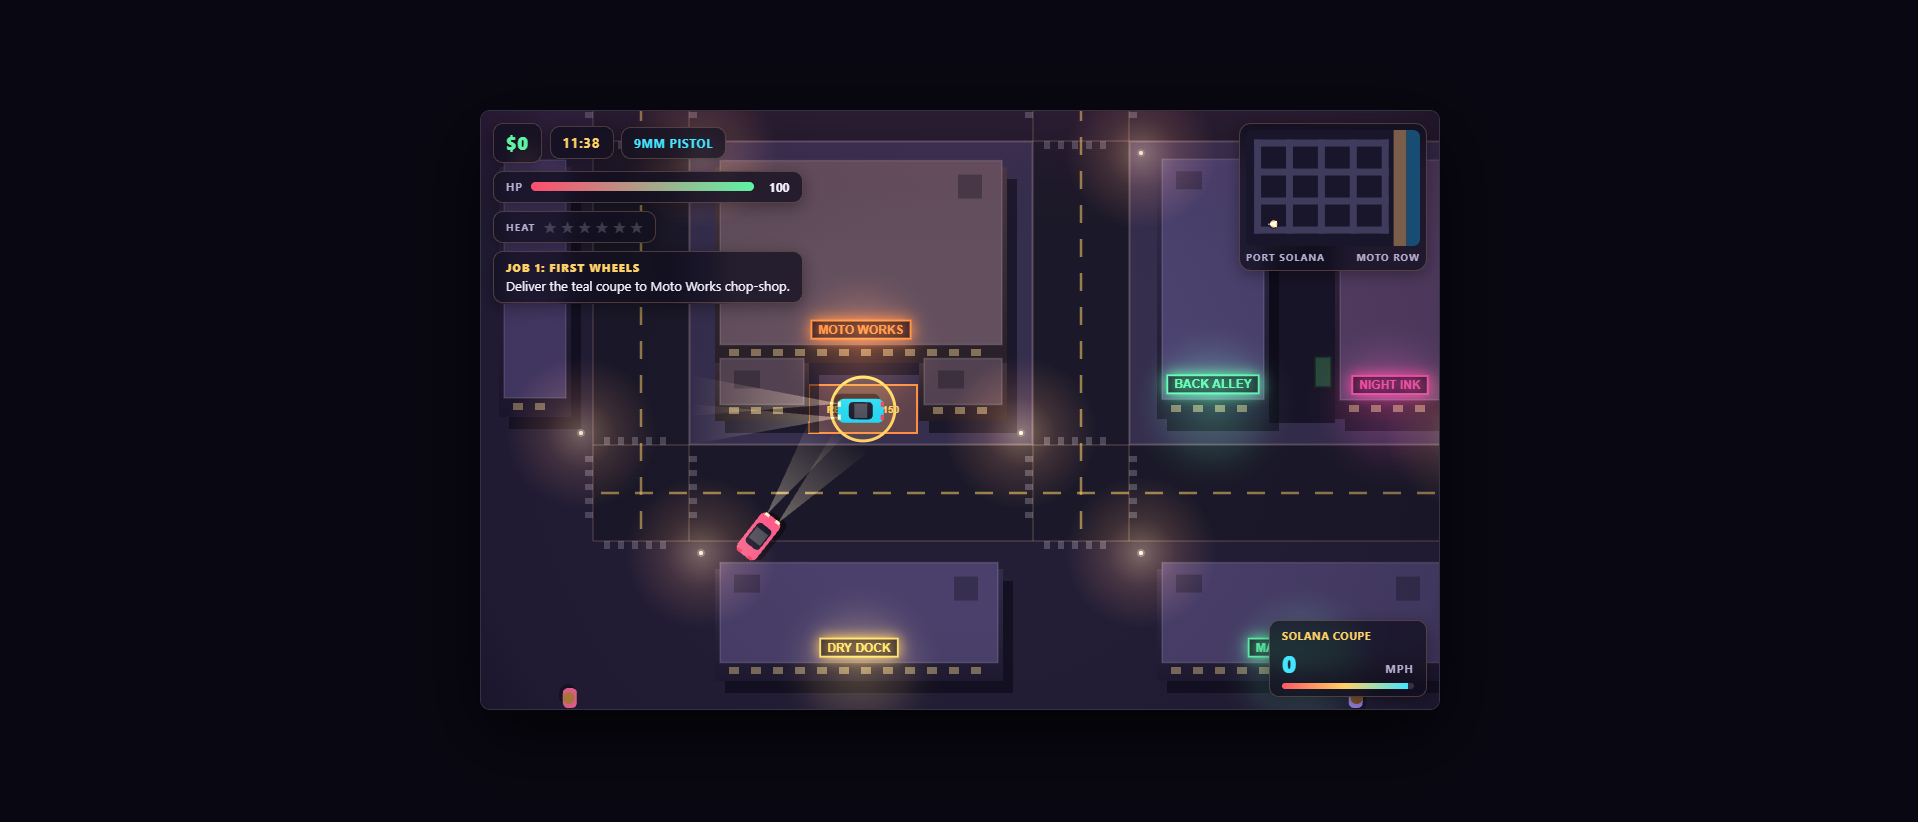 $0
11:38
9MM PISTOL
HP
100
HEAT
JOB 1: FIRST WHEELS
Deliver the teal coupe to Moto Works chop-shop.
PORT SOLANA
MOTO ROW
MOTO WORKS
BACK ALLEY
NIGHT INK
150
DRY DOCK
SOLANA COUPE
0
MPH